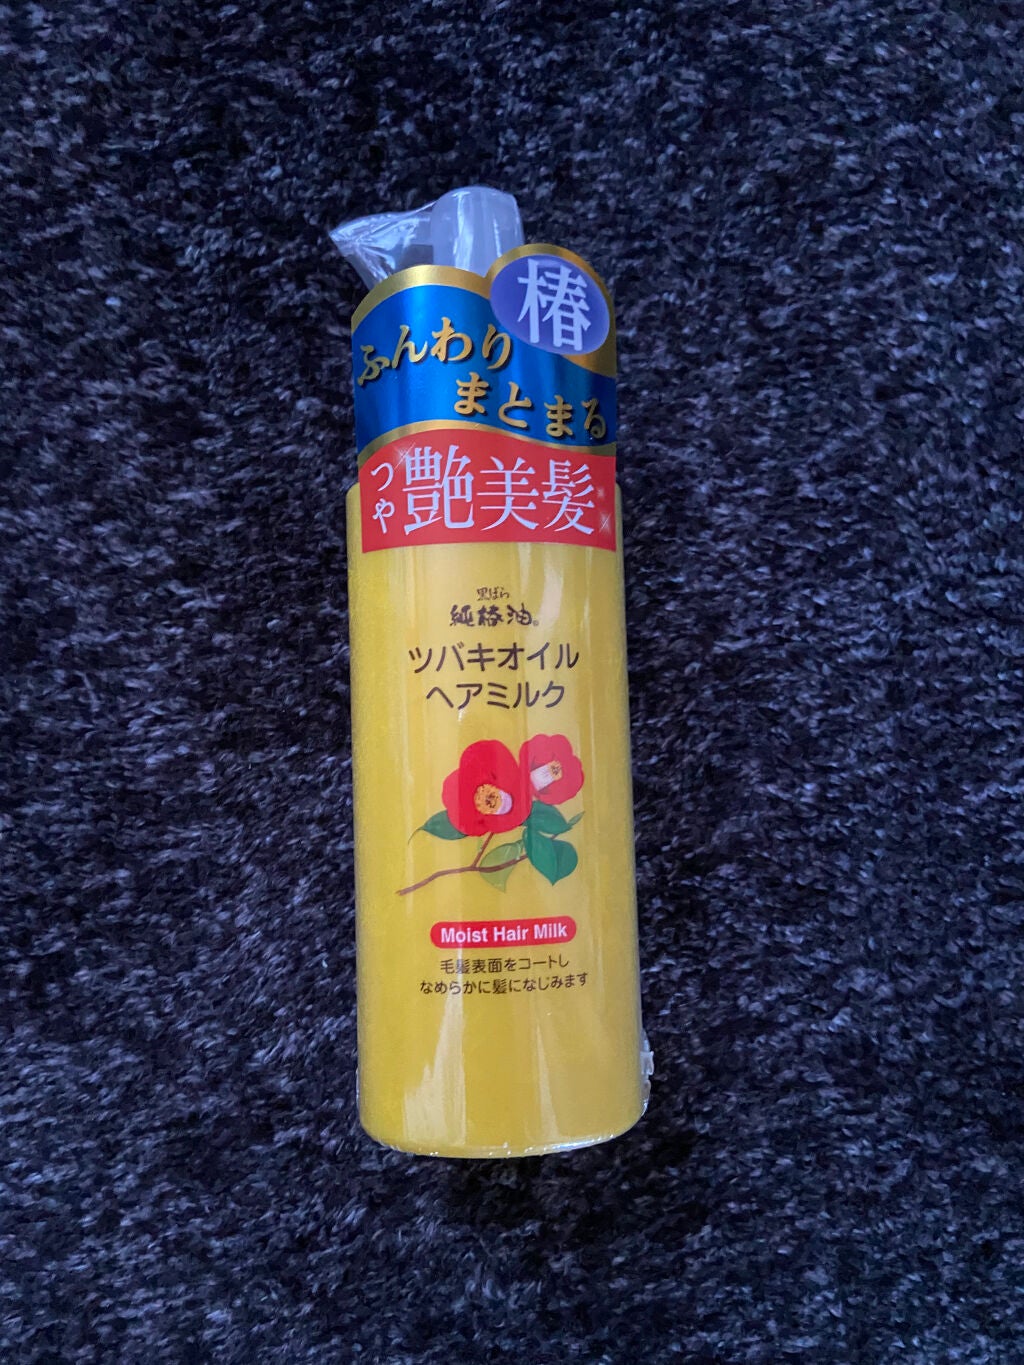 椿
ふんわり
まとまる
つや
艶美髪
黒ばら
純椿油®
ツバキオイル
ヘアミルク
Moist Hair Milk
毛髪表面をコートし
なめらかに髪になじみます